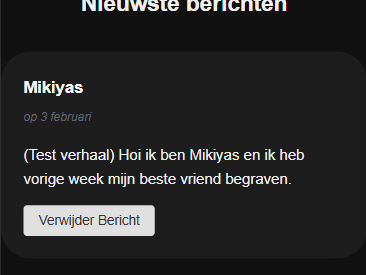 Nieuwste berichten
Mikiyas
op 3 februari
(Test verhaal) Hoi ik ben Mikiyas en ik heb
vorige week mijn beste vriend begraven.
Verwijder Bericht